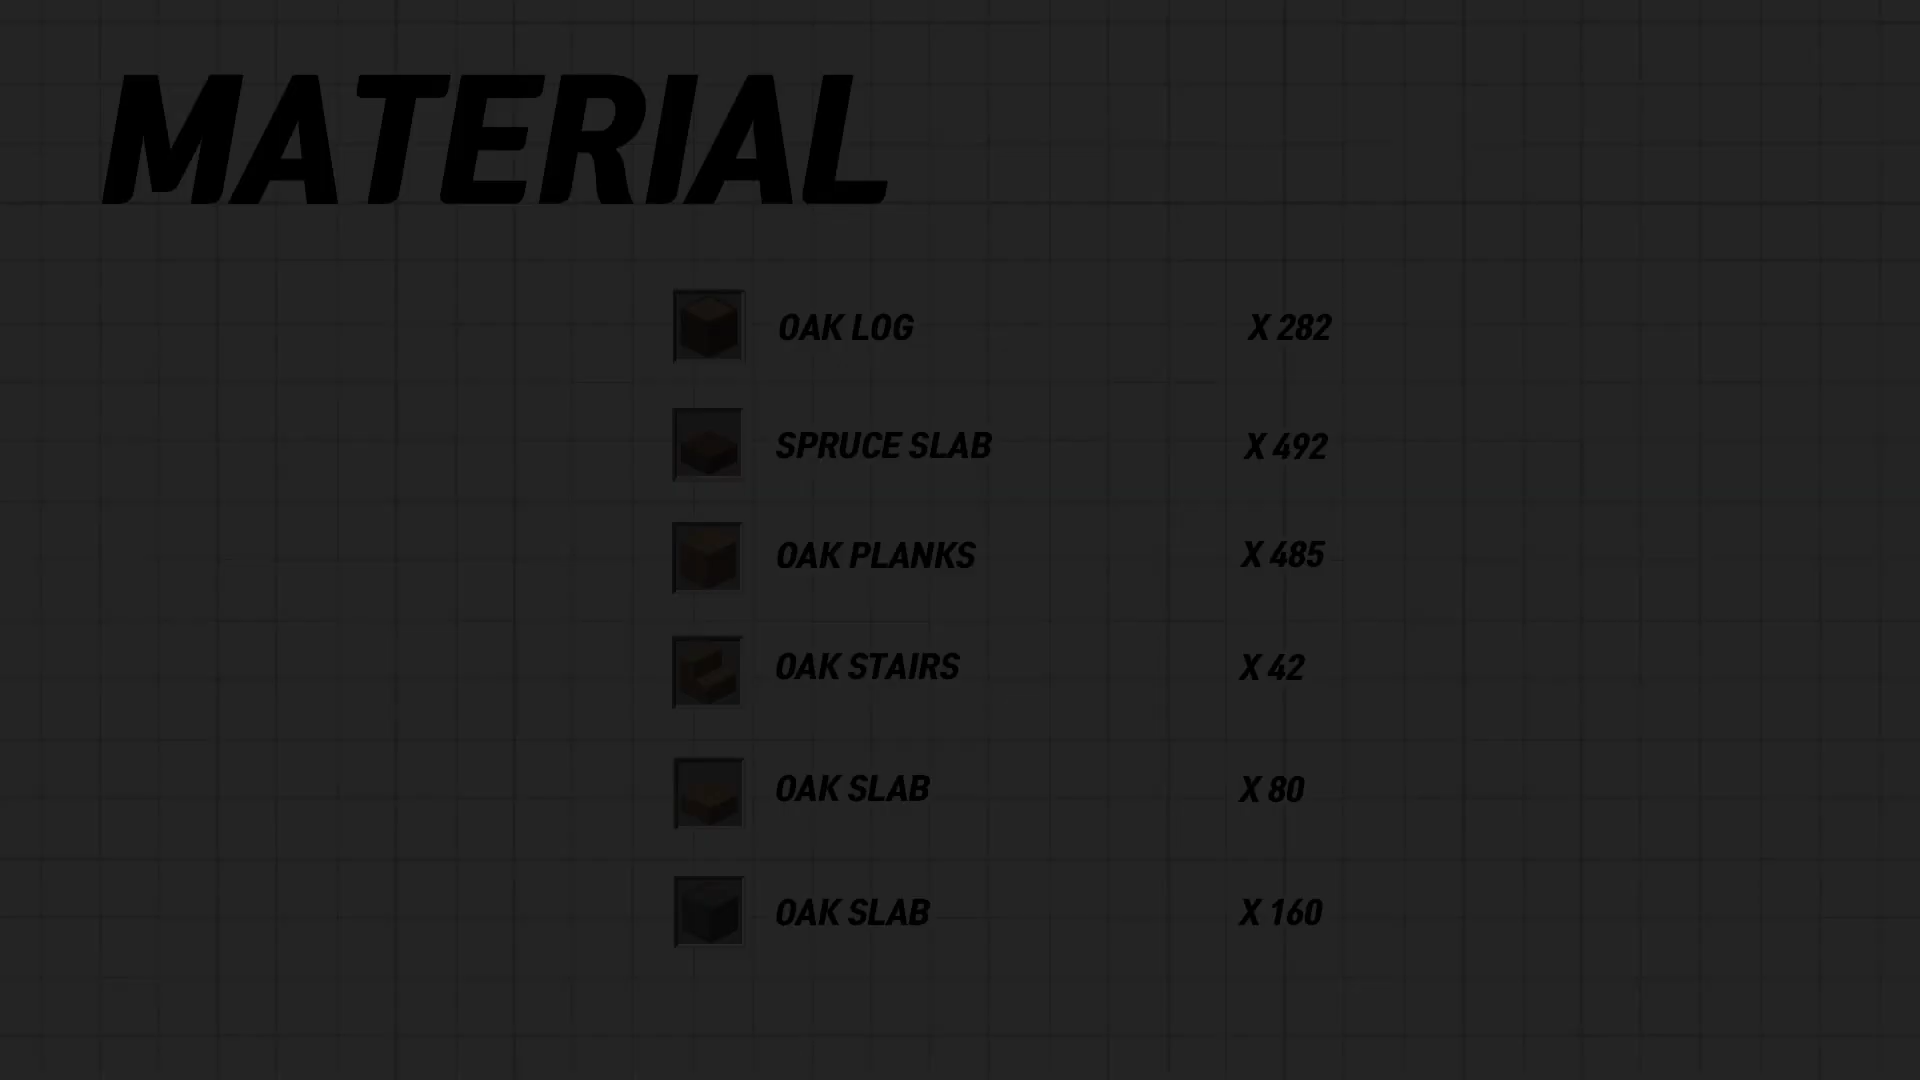 MATERIAL
OAK LOG X 282
SPRUCE SLAB X 492
OAK PLANKS X 485
OAK STAIRS X 42
OAK SLAB X 80
OAK SLAB X 160